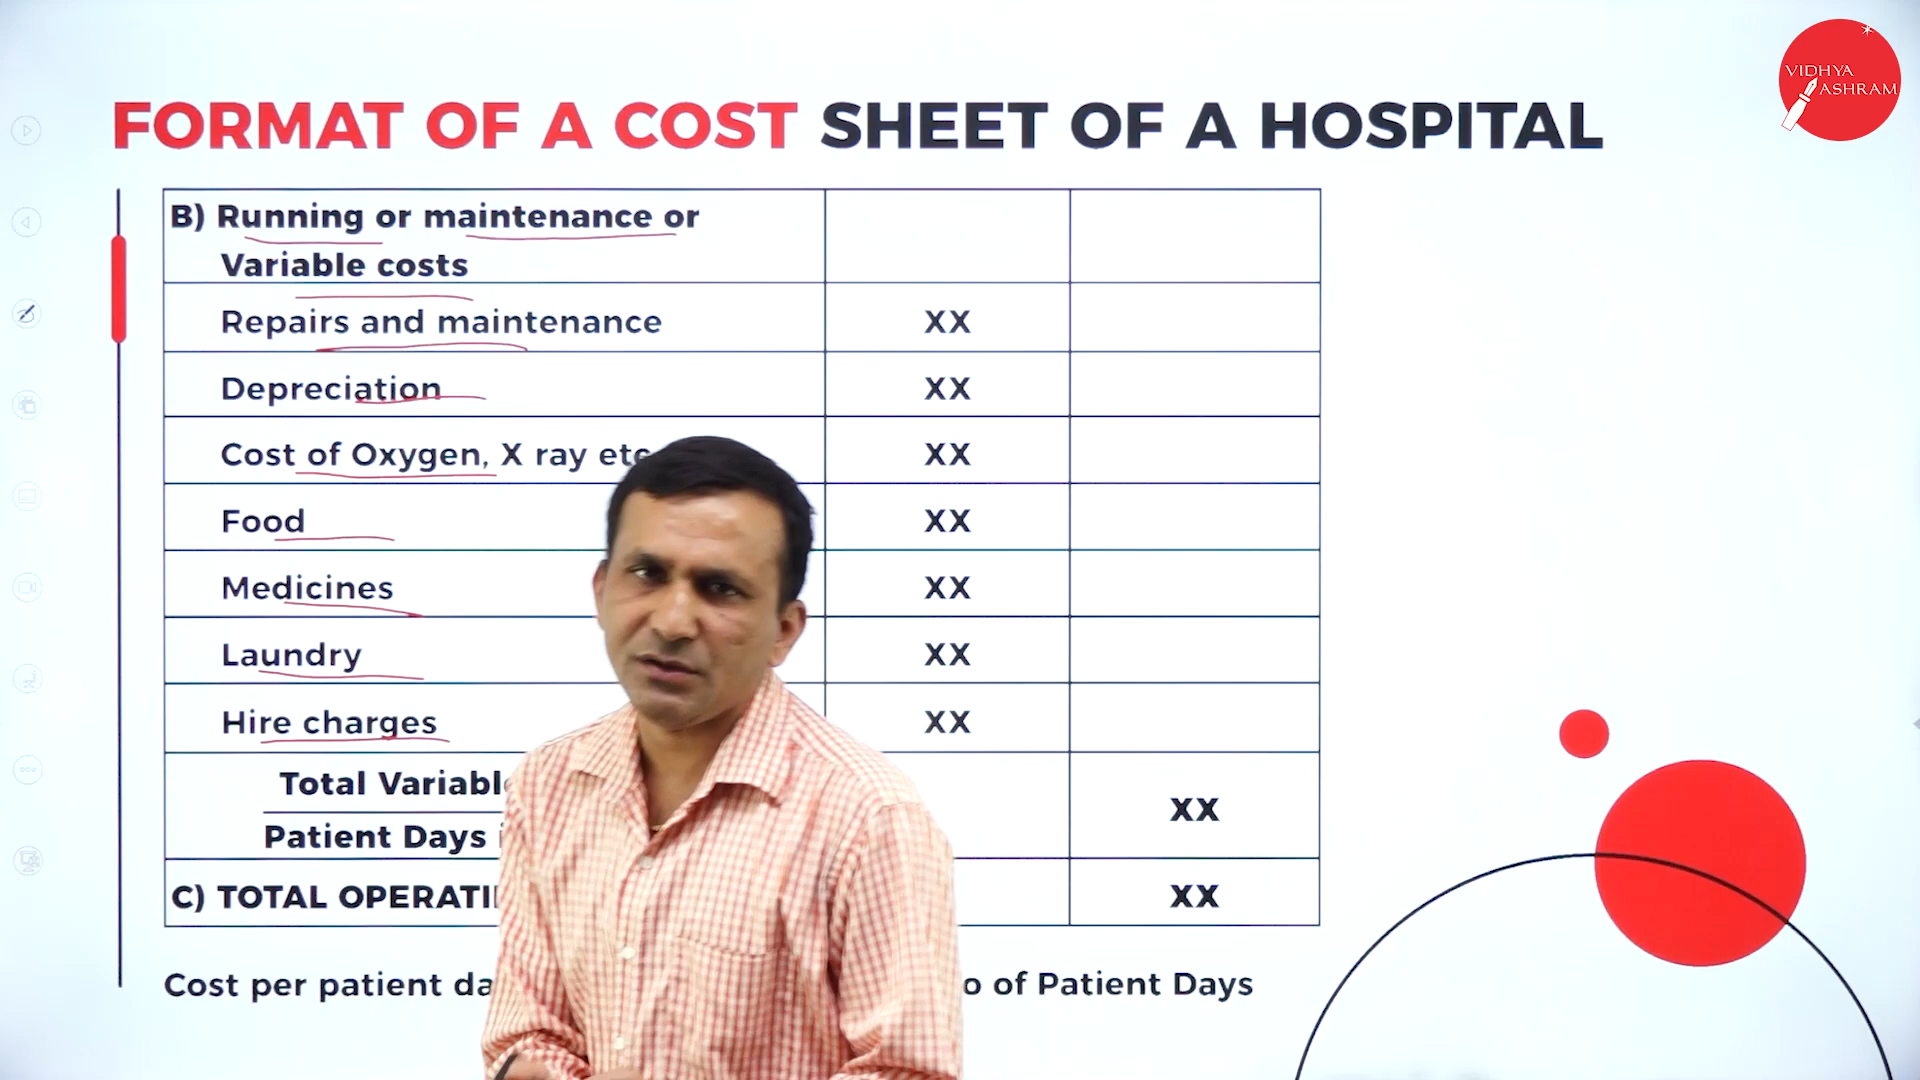 VIDHYA
ASHRAM
FORMAT OF A COST SHEET OF A HOSPITAL
B) Running or maintenance or
Variable costs
Repairs and maintenance XX
Depreciation XX
Cost of Oxygen, X ray etc XX
Food XX
Medicines XX
Laundry XX
Hire charges XX
Total
Patient Days
XX
C) TOTAL XX
Cost per patient of Patient Days